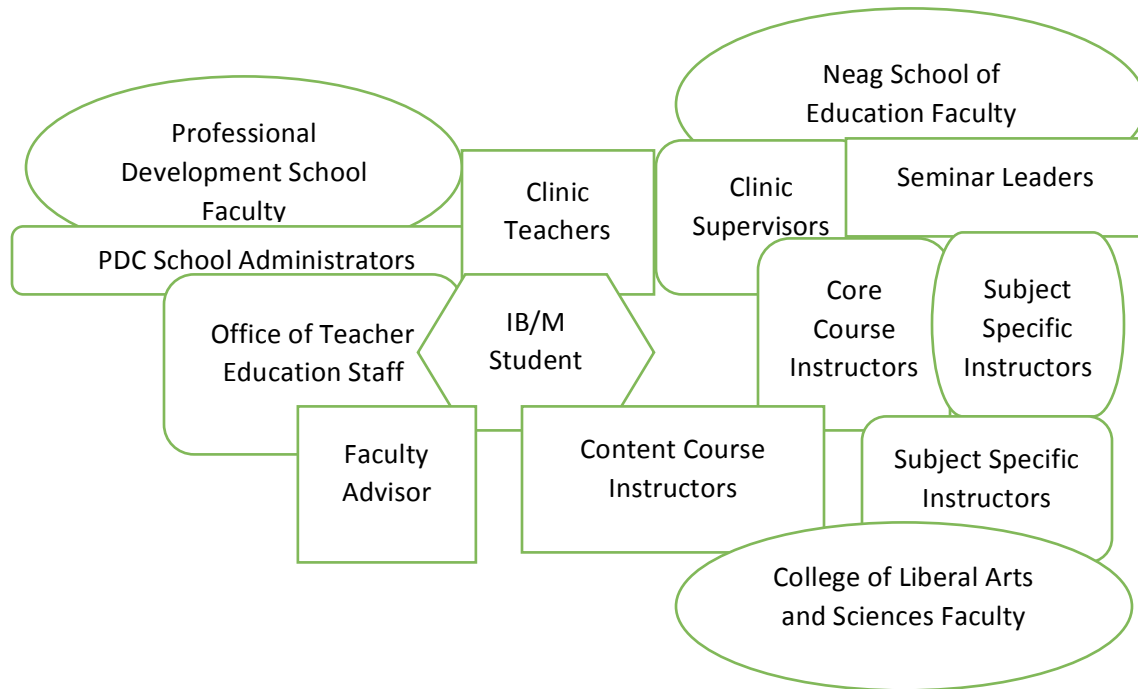 Neag School of
Education Faculty
Professional
Development School
Faculty
Clinic
Teachers
Clinic
Supervisors
Seminar Leaders
PDC School Administrators
Office of Teacher
Education Staff
IB/M
Student
Core
Course
Instructors
Subject
Specific
Instructors
Faculty
Advisor
Content Course
Instructors
Subject Specific
Instructors
College of Liberal Arts
and Sciences Faculty